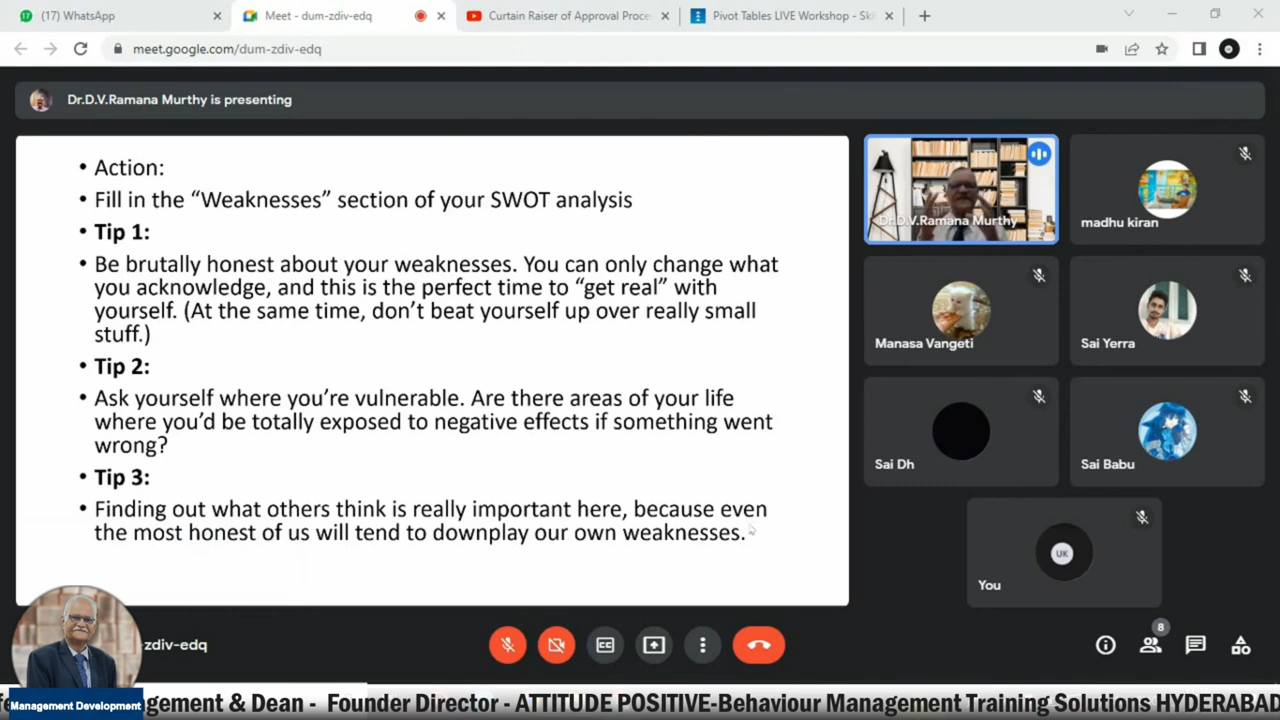 (17) WhatsApp
Meet - dum-zdiv-edq
Curtain Raiser of Approval Proce
Pivot Tables LIVE Workshop - Ski
meet.google.com/dum-zdiv-edq
Dr.D.V.Ramana Murthy is presenting
• Action:
• Fill in the “Weaknesses” section of your SWOT analysis
• Tip 1:
• Be brutally honest about your weaknesses. You can only change what
you acknowledge, and this is the perfect time to “get real” with
yourself. (At the same time, don’t beat yourself up over really small
stuff.)
• Tip 2:
• Ask yourself where you’re vulnerable. Are there areas of your life
where you’d be totally exposed to negative effects if something went
wrong?
• Tip 3:
• Finding out what others think is really important here, because even
the most honest of us will tend to downplay our own weaknesses.
Dr.D.V.Ramana Murthy
madhu kiran
Manasa Vangeti
Sai Yerra
Sai Dh
Sai Babu
UK
You
zdiv-edq
CC
8
Management Development
gement & Dean - Founder Director - ATTITUDE POSITIVE-Behaviour Management Training Solutions HYDERABAD